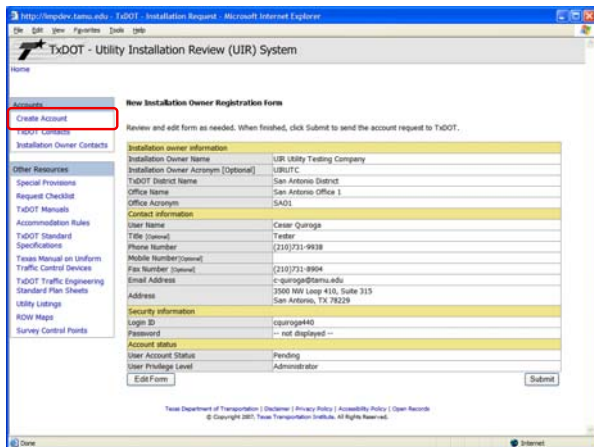 http://impdev.tamu.edu - TxDOT - Installation Request - Microsoft Internet Explorer
File Edit View Favorites Tools Help
TxDOT - Utility Installation Review (UIR) System
Home
Accounts
Create Account
TxDOT Contacts
Installation Owner Contacts
Other Resources
Special Provisions
Request Checklist
TxDOT Manuals
Accommodation Rules
TxDOT Standard
Specifications
Texas Manual on Uniform
Traffic Control Devices
TxDOT Traffic Engineering
Standard Plan Sheets
Utility Listings
ROW Maps
Survey Control Points
New Installation Owner Registration Form
Review and edit form as needed. When finished, click Submit to send the account request to TxDOT.
Installation owner information
Installation Owner Name UIR Utility Testing Company
Installation Owner Acronym [Optional] UIRUTC
TxDOT District Name San Antonio District
Office Name San Antonio Office 1
Office Acronym SAO1
Contact information
User Name Cesar Quiroga
Title [Optional] Tester
Phone Number (210)731-9938
Mobile Number[Optional]
Fax Number [Optional] (210)731-8904
Email Address c-quiroga@tamu.edu
Address 3500 NW Loop 410, Suite 315
San Antonio, TX 78229
Security information
Login ID cquiroga440
Password -- not displayed --
Account status
User Account Status Pending
User Privilege Level Administrator
Edit Form Submit
Texas Department of Transportation | Disclaimer | Privacy Policy | Accessibility Policy | Open Records
© Copyright 2007, Texas Transportation Institute. All Rights Reserved.
Done Internet